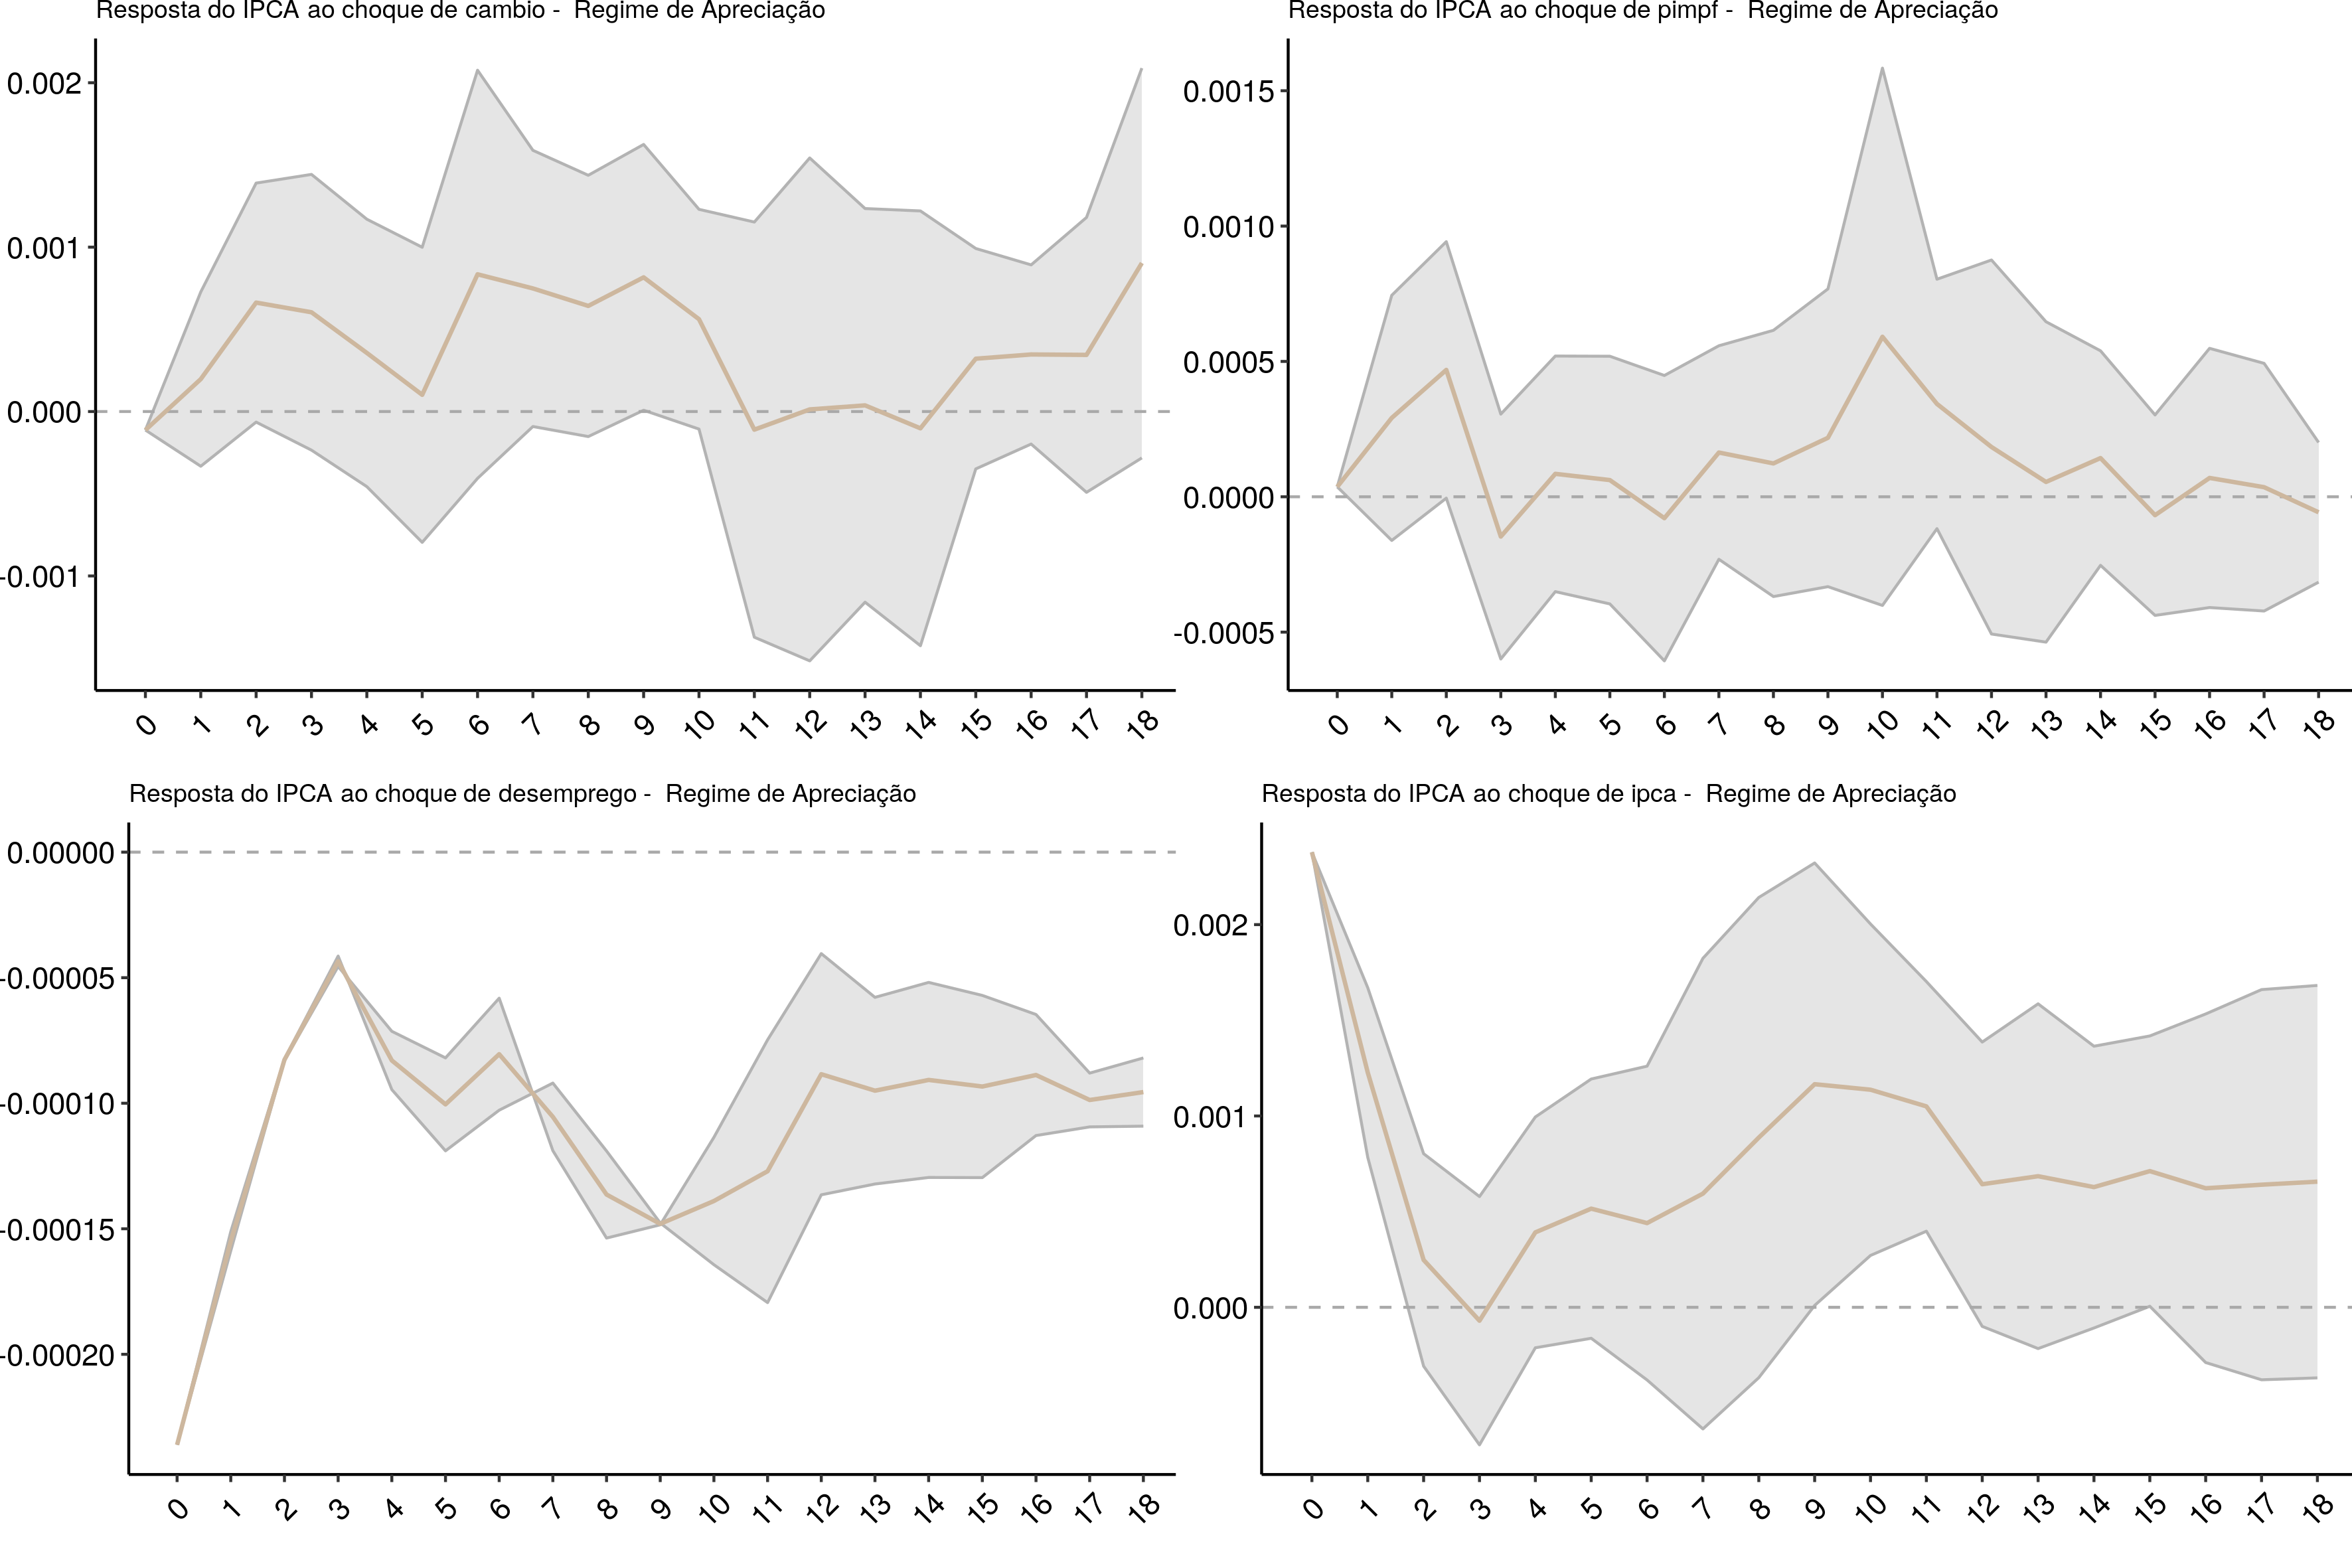 Resposta do IPCA ao choque de cambio -  Regime de Apreciação
0.002
0.001
0.000
-0.001
0 1 2 3 4 5 6 7 8 9 10 11 12 13 14 15 16 17 18
Resposta do IPCA ao choque de pimpf -  Regime de Apreciação
0.0015
0.0010
0.0005
0.0000
-0.0005
0 1 2 3 4 5 6 7 8 9 10 11 12 13 14 15 16 17 18
Resposta do IPCA ao choque de desemprego -  Regime de Apreciação
0.00000
-0.00005
-0.00010
-0.00015
-0.00020
0 1 2 3 4 5 6 7 8 9 10 11 12 13 14 15 16 17 18
Resposta do IPCA ao choque de ipca -  Regime de Apreciação
0.002
0.001
0.000
0 1 2 3 4 5 6 7 8 9 10 11 12 13 14 15 16 17 18